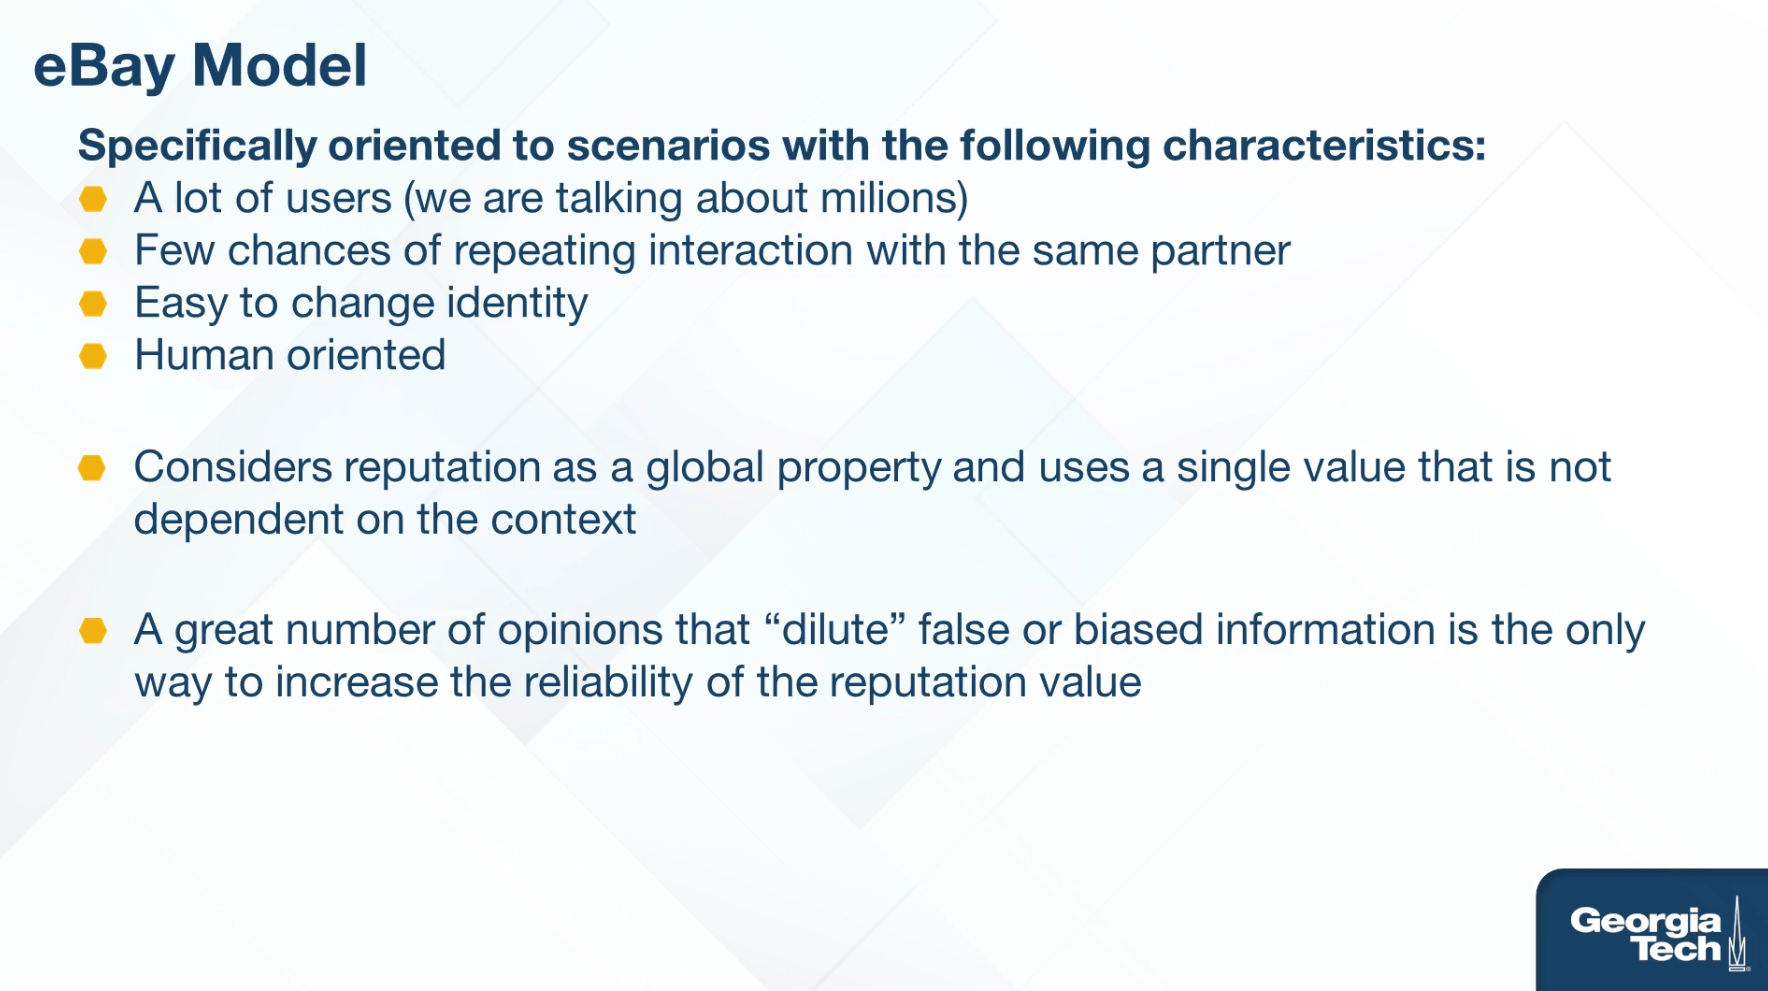 eBay Model
Specifically oriented to scenarios with the following characteristics:
A lot of users (we are talking about milions)
Few chances of repeating interaction with the same partner
Easy to change identity
Human oriented
Considers reputation as a global property and uses a single value that is not
dependent on the context
A great number of opinions that “dilute” false or biased information is the only
way to increase the reliability of the reputation value
Georgia
Tech